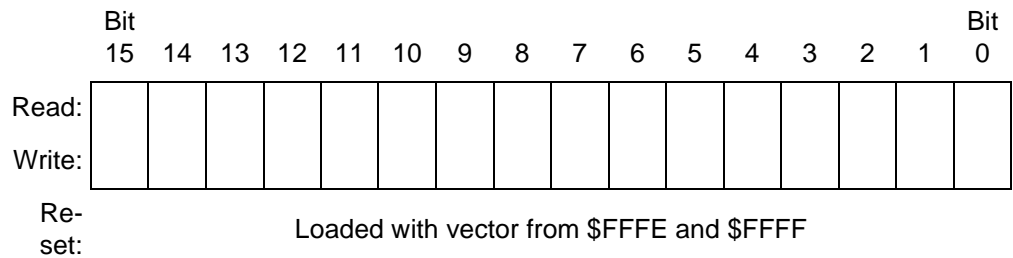 Bit Bit
15 14 13 12 11 10 9 8 7 6 5 4 3 2 1 0
Read:
Write:
Re-
set:
Loaded with vector from $FFFE and $FFFF